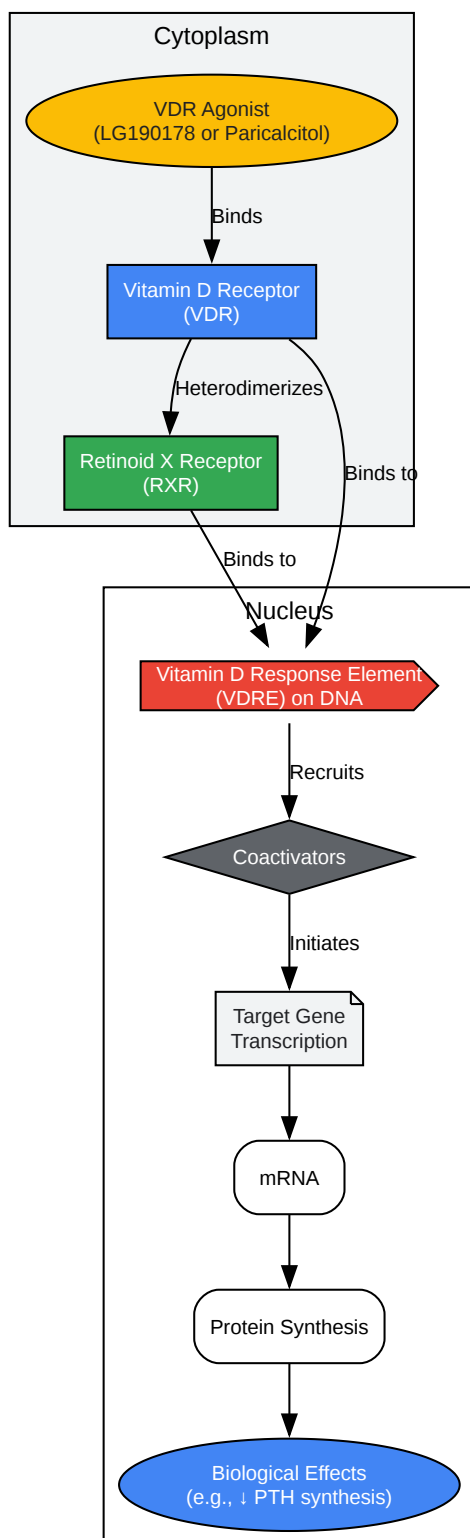 Cytoplasm
VDR Agonist
(LG190178 or Paricalcitol)
Binds
Vitamin D Receptor
(VDR)
Heterodimerizes
Retinoid X Receptor
(RXR)
Binds to
Binds to
Nucleus
Vitamin D Response Element
(VDRE) on DNA
Recruits
Coactivators
Initiates
Target Gene
Transcription
mRNA
Protein Synthesis
Biological Effects
(e.g., ↓ PTH synthesis)